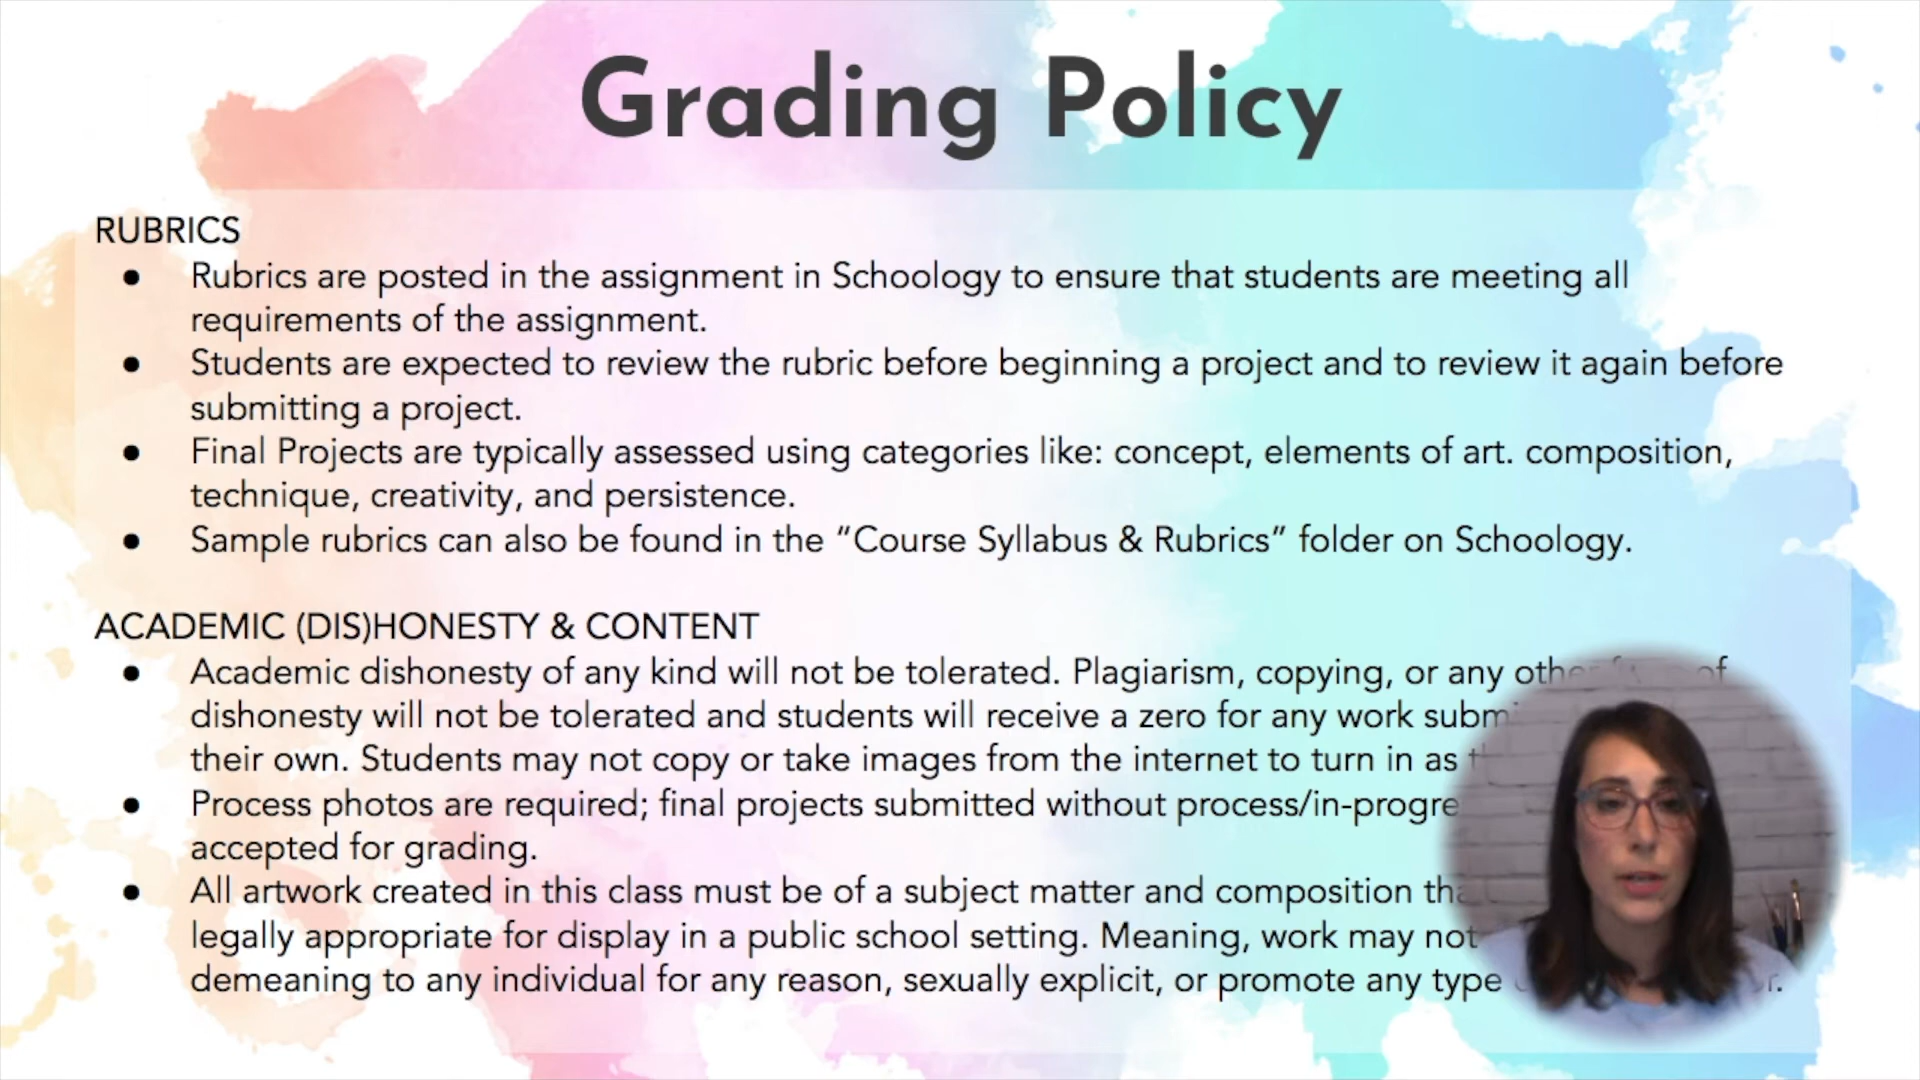 Grading Policy
RUBRICS
● Rubrics are posted in the assignment in Schoology to ensure that students are meeting all
requirements of the assignment.
● Students are expected to review the rubric before beginning a project and to review it again before
submitting a project.
● Final Projects are typically assessed using categories like: concept, elements of art. composition,
technique, creativity, and persistence.
● Sample rubrics can also be found in the “Course Syllabus & Rubrics” folder on Schoology.
ACADEMIC (DIS)HONESTY & CONTENT
● Academic dishonesty of any kind will not be tolerated. Plagiarism, copying, or any other of
dishonesty will not be tolerated and students will receive a zero for any work
their own. Students may not copy or take images from the internet to turn in as
● Process photos are required; final projects submitted without
accepted for grading.
● All artwork created in this class must be of a subject matter and composition
legally appropriate for display in a public school setting. Meaning, work may not
demeaning to any individual for any reason, sexually explicit, or promote any type